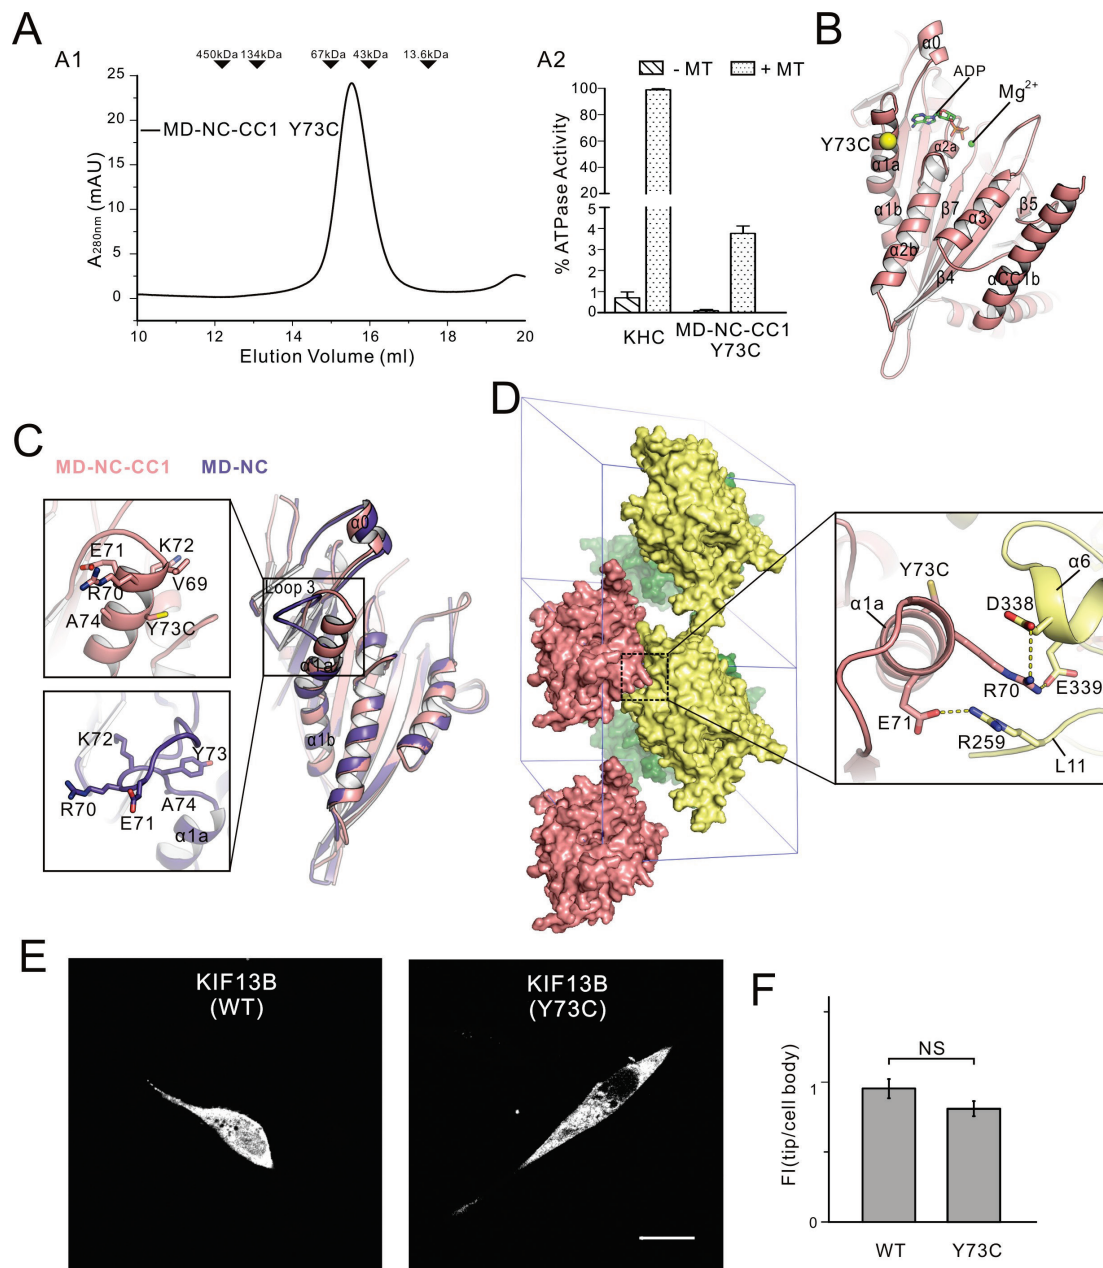 A
A1
450kDa 134kDa 67kDa 43kDa 13.6kDa
25
20
15
10
5
0
A280nm (mAU)
MD-NC-CC1 Y73C
10 12 14 16 18 20
Elution Volume (ml)
A2
- MT + MT
100
80
60
40
20
5
4
3
2
1
0
% ATPase Activity
KHC
MD-NC-CC1
Y73C
B
α0
ADP
Mg2+
Y73C
α1a
α2a
α1b
β7
α3
β5
α2b
β4
αCC1b
C
MD-NC-CC1 MD-NC
E71
K72
R70
V69
A74
Y73C
K72
Y73
R70
A74
E71
α1a
α0
Loop 3
α1b
D
Y73C
α6
α1a
D338
R70
E339
E71
R259
L11
E
KIF13B
(WT)
KIF13B
(Y73C)
F
NS
1
0
FI(tip/cell body)
WT Y73C